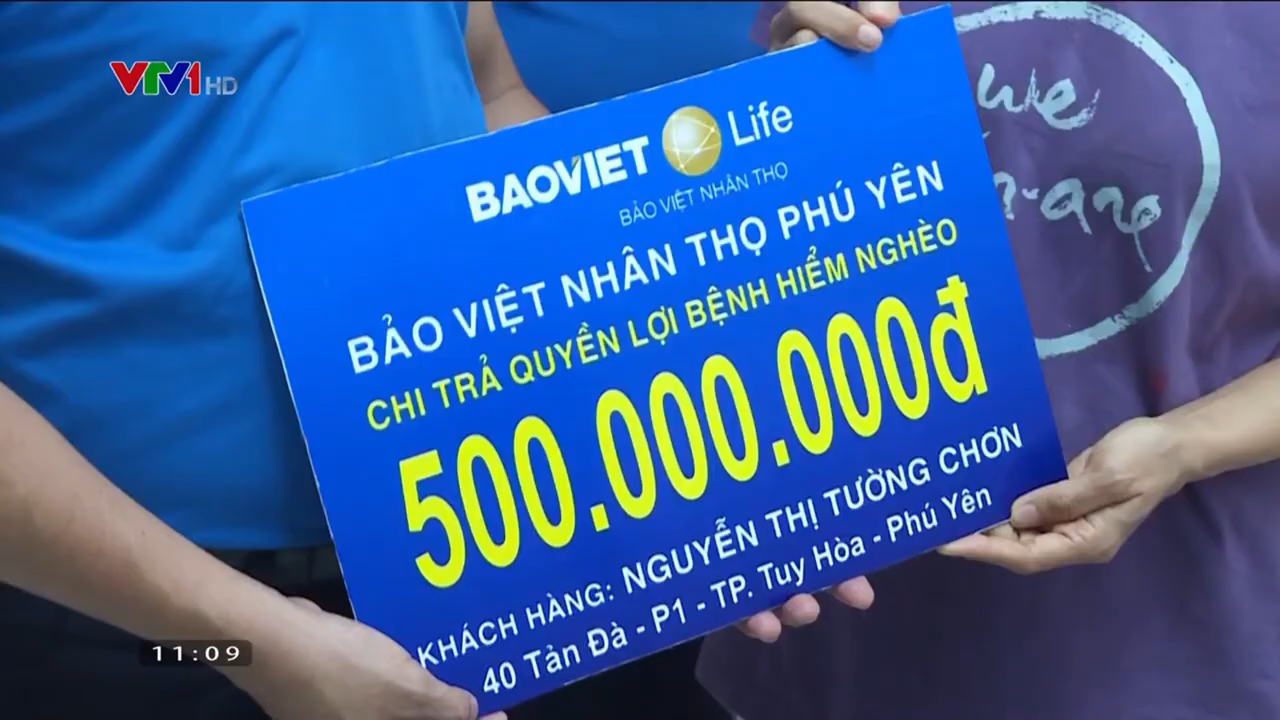 VTV1 HD
BAOVIET Life
BẢO VIỆT NHÂN THỌ
BẢO VIỆT NHÂN THỌ PHÚ YÊN
CHI TRẢ QUYỀN LỢI BỆNH HIỂM NGHÈO
500.000.000đ
KHÁCH HÀNG: NGUYỄN THỊ TƯỜNG CHƠN
40 Tản Đà - P1 - TP. Tuy Hòa - Phú Yên
11:09